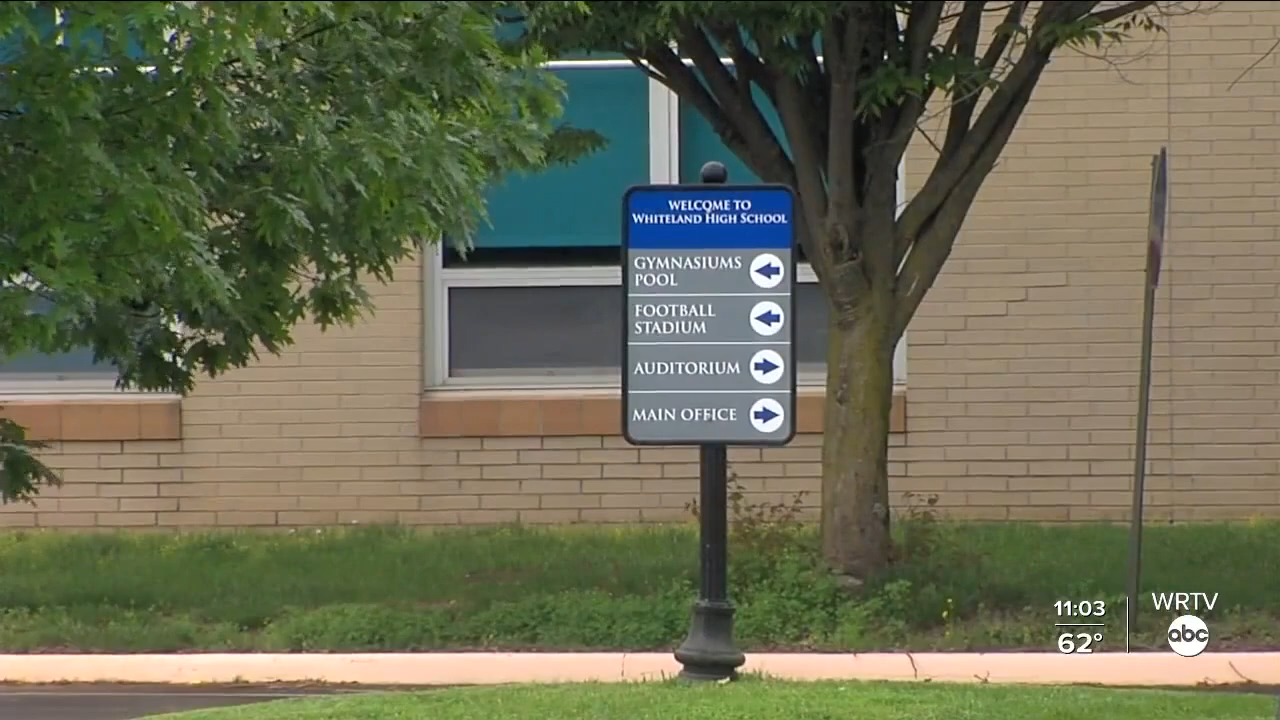 WELCOME TO
WHITELAND HIGH SCHOOL
GYMNASIUMS
POOL
FOOTBALL
STADIUM
AUDITORIUM
MAIN OFFICE
11:03
62°
WRTV
abc